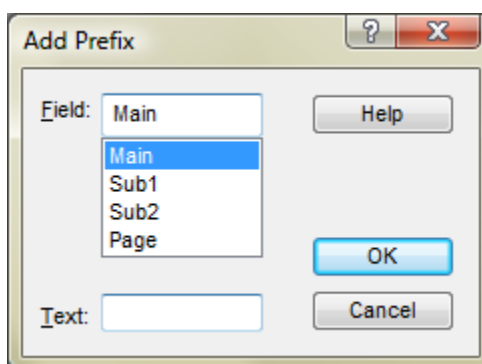 Add Prefix
?
X
Field:
Main
Help
Main
Sub1
Sub2
Page
OK
Text:
Cancel